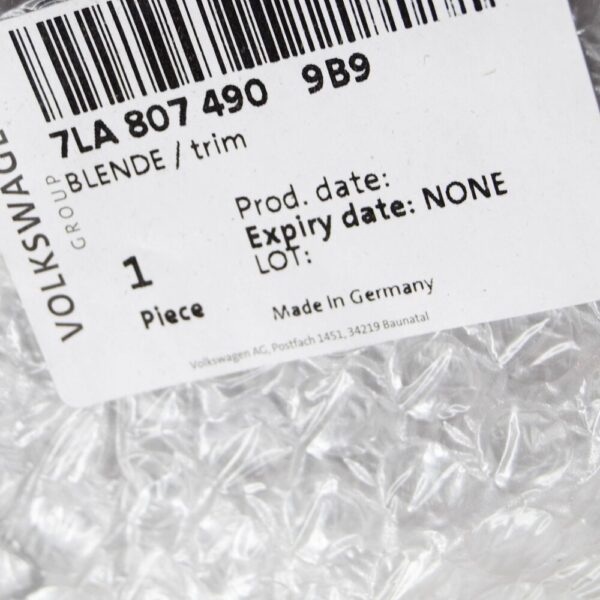 7LA 807 490 9B9
BLENDE / trim
VOLKSWAGE
GROUP
Prod. date:
Expiry date: NONE
LOT:
1
Piece
Made In Germany
Volkswagen AG, Postfach 1451, 34219 Baunatal